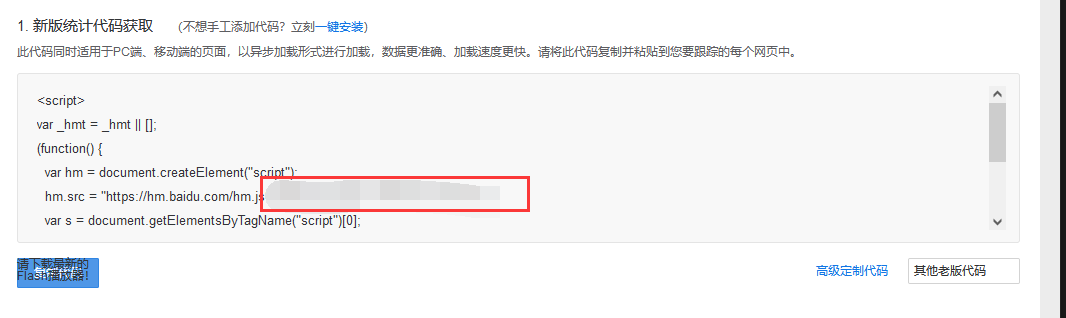 1. 新版统计代码获取 (不想手工添加代码？立刻一键安装)
此代码同时适用于PC端、移动端的页面，以异步加载形式进行加载，数据更准确、加载速度更快。请将此代码复制并粘贴到您要跟踪的每个网页中。
<script>
var _hmt = _hmt || [];
(function() {
var hm = document.createElement("script");
hm.src = "https://hm.baidu.com/hm.js
var s = document.getElementsByTagName("script")[0];
请下载最新的
Flash播放器!
高级定制代码 其他老版代码